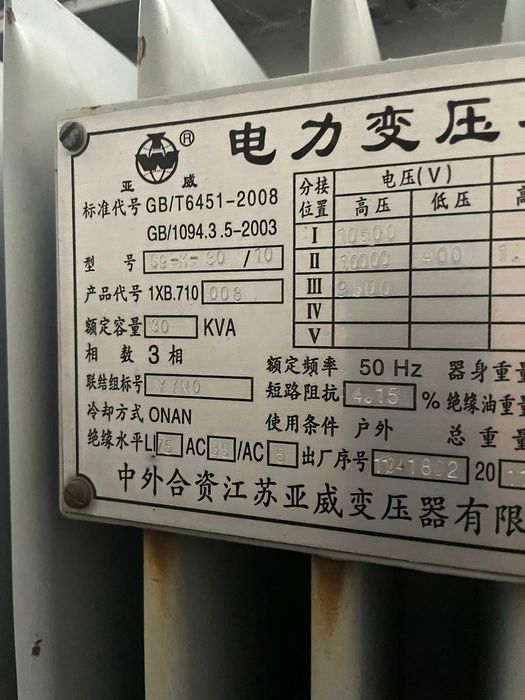 电力变压
®
亚威
标准代号 GB/T6451-2008
GB/1094.3.5-2003
型号 S9-M-30 /10
产品代号 1XB.710 008
额定容量 30 KVA
相数 3相
联结组标号 YYN0
冷却方式 ONAN
绝缘水平LI 75 AC 35 /AC 5
分接位置 电压(V)
高压 低压
I 10500
II 10000 400
III 9500
IV
V
额定频率 50 Hz 器身重量
短路阻抗 4.15 % 绝缘油重量
使用条件 户外 总重量
出厂序号 11041802 20 11
中外合资江苏亚威变压器有限